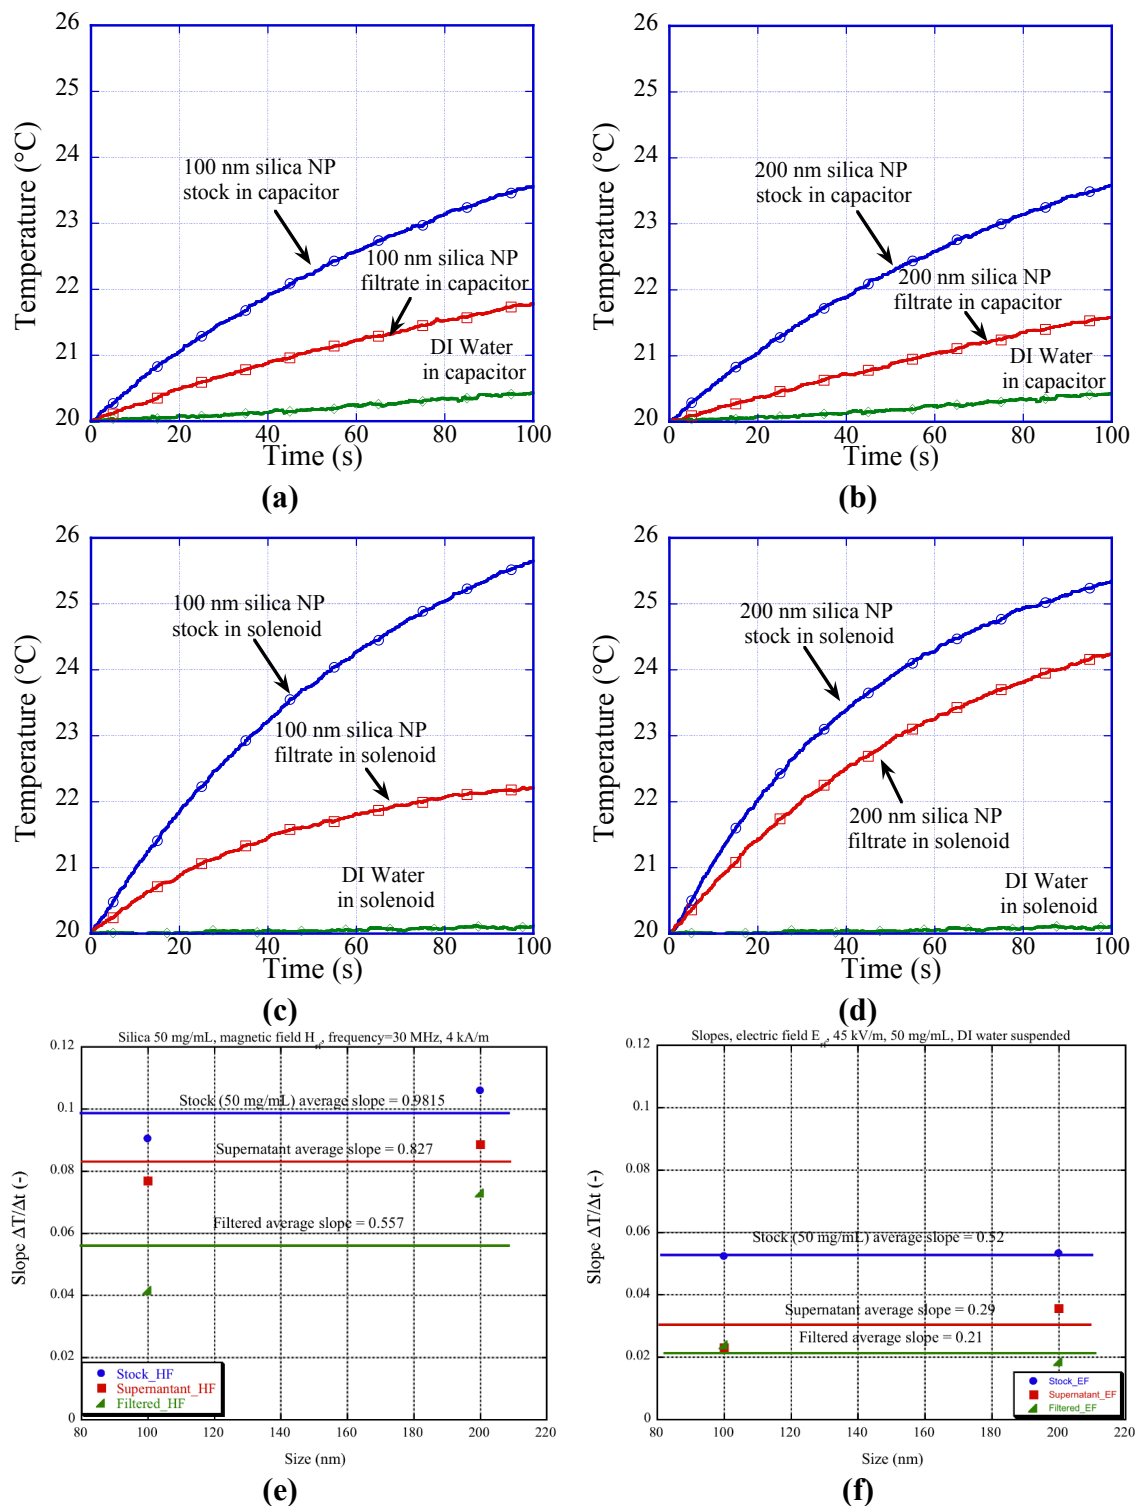 26
25
24
23
22
21
20
Temperature (°C)
100 nm silica NP
stock in capacitor
100 nm silica NP
filtrate in capacitor
DI Water
in capacitor
0 20 40 60 80 100
Time (s)
(a)
26
25
24
23
22
21
20
Temperature (°C)
200 nm silica NP
stock in capacitor
200 nm silica NP
filtrate in capacitor
DI Water
in capacitor
0 20 40 60 80 100
Time (s)
(b)
26
25
24
23
22
21
20
Temperature (°C)
100 nm silica NP
stock in solenoid
100 nm silica NP
filtrate in solenoid
DI Water
in solenoid
0 20 40 60 80 100
Time (s)
(c)
26
25
24
23
22
21
20
Temperature (°C)
200 nm silica NP
stock in solenoid
200 nm silica NP
filtrate in solenoid
DI Water
in solenoid
0 20 40 60 80 100
Time (s)
(d)
Silica 50 mg/mL, magnetic field H, frequency=30 MHz, 4 kA/m
0.12
0.1
0.08
0.06
0.04
0.02
0
Slope ΔT/Δt (-)
Stock (50 mg/mL) average slope = 0.9815
Supernatant average slope = 0.827
Filtered average slope = 0.557
Stock_HF
Supernantant_HF
Filtered_HF
80 100 120 140 160 180 200 220
Size (nm)
(e)
Slopes, electric field E, 45 kV/m, 50 mg/mL, DI water suspended
0.12
0.1
0.08
0.06
0.04
0.02
0
Slope ΔT/Δt (-)
Stock (50 mg/mL) average slope = 0.52
Supernatant average slope = 0.29
Filtered average slope = 0.21
Stock_EF
Supernatant_EF
Filtered_EF
60 80 100 120 140 160 180 200 220
Size (nm)
(f)